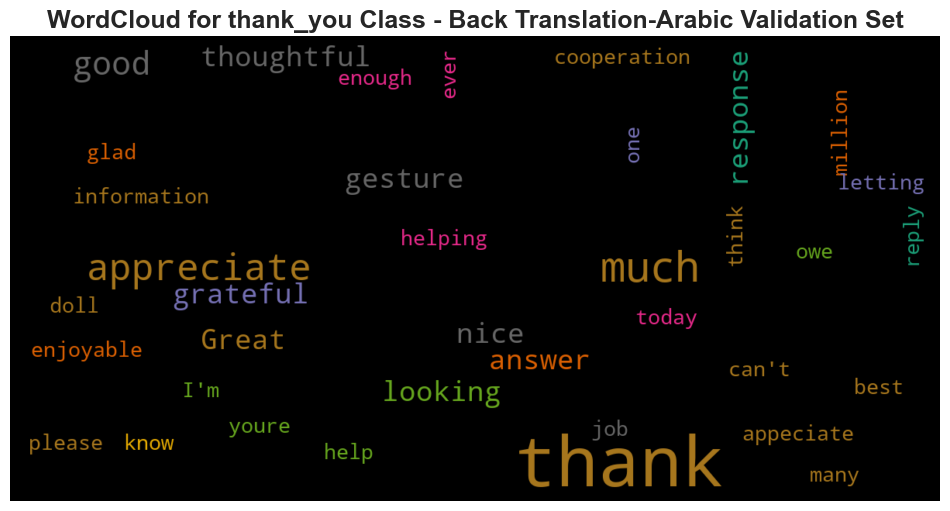 WordCloud for thank_you Class - Back Translation-Arabic Validation Set
good
thoughtful
enough
ever
cooperation
response
million
one
glad
letting
gesture
information
helping
think
reply
owe
appreciate
much
grateful
doll
today
Great
nice
enjoyable
answer
can't
I'm
looking
best
youre
job
please
know
help
thank
appeciate
many